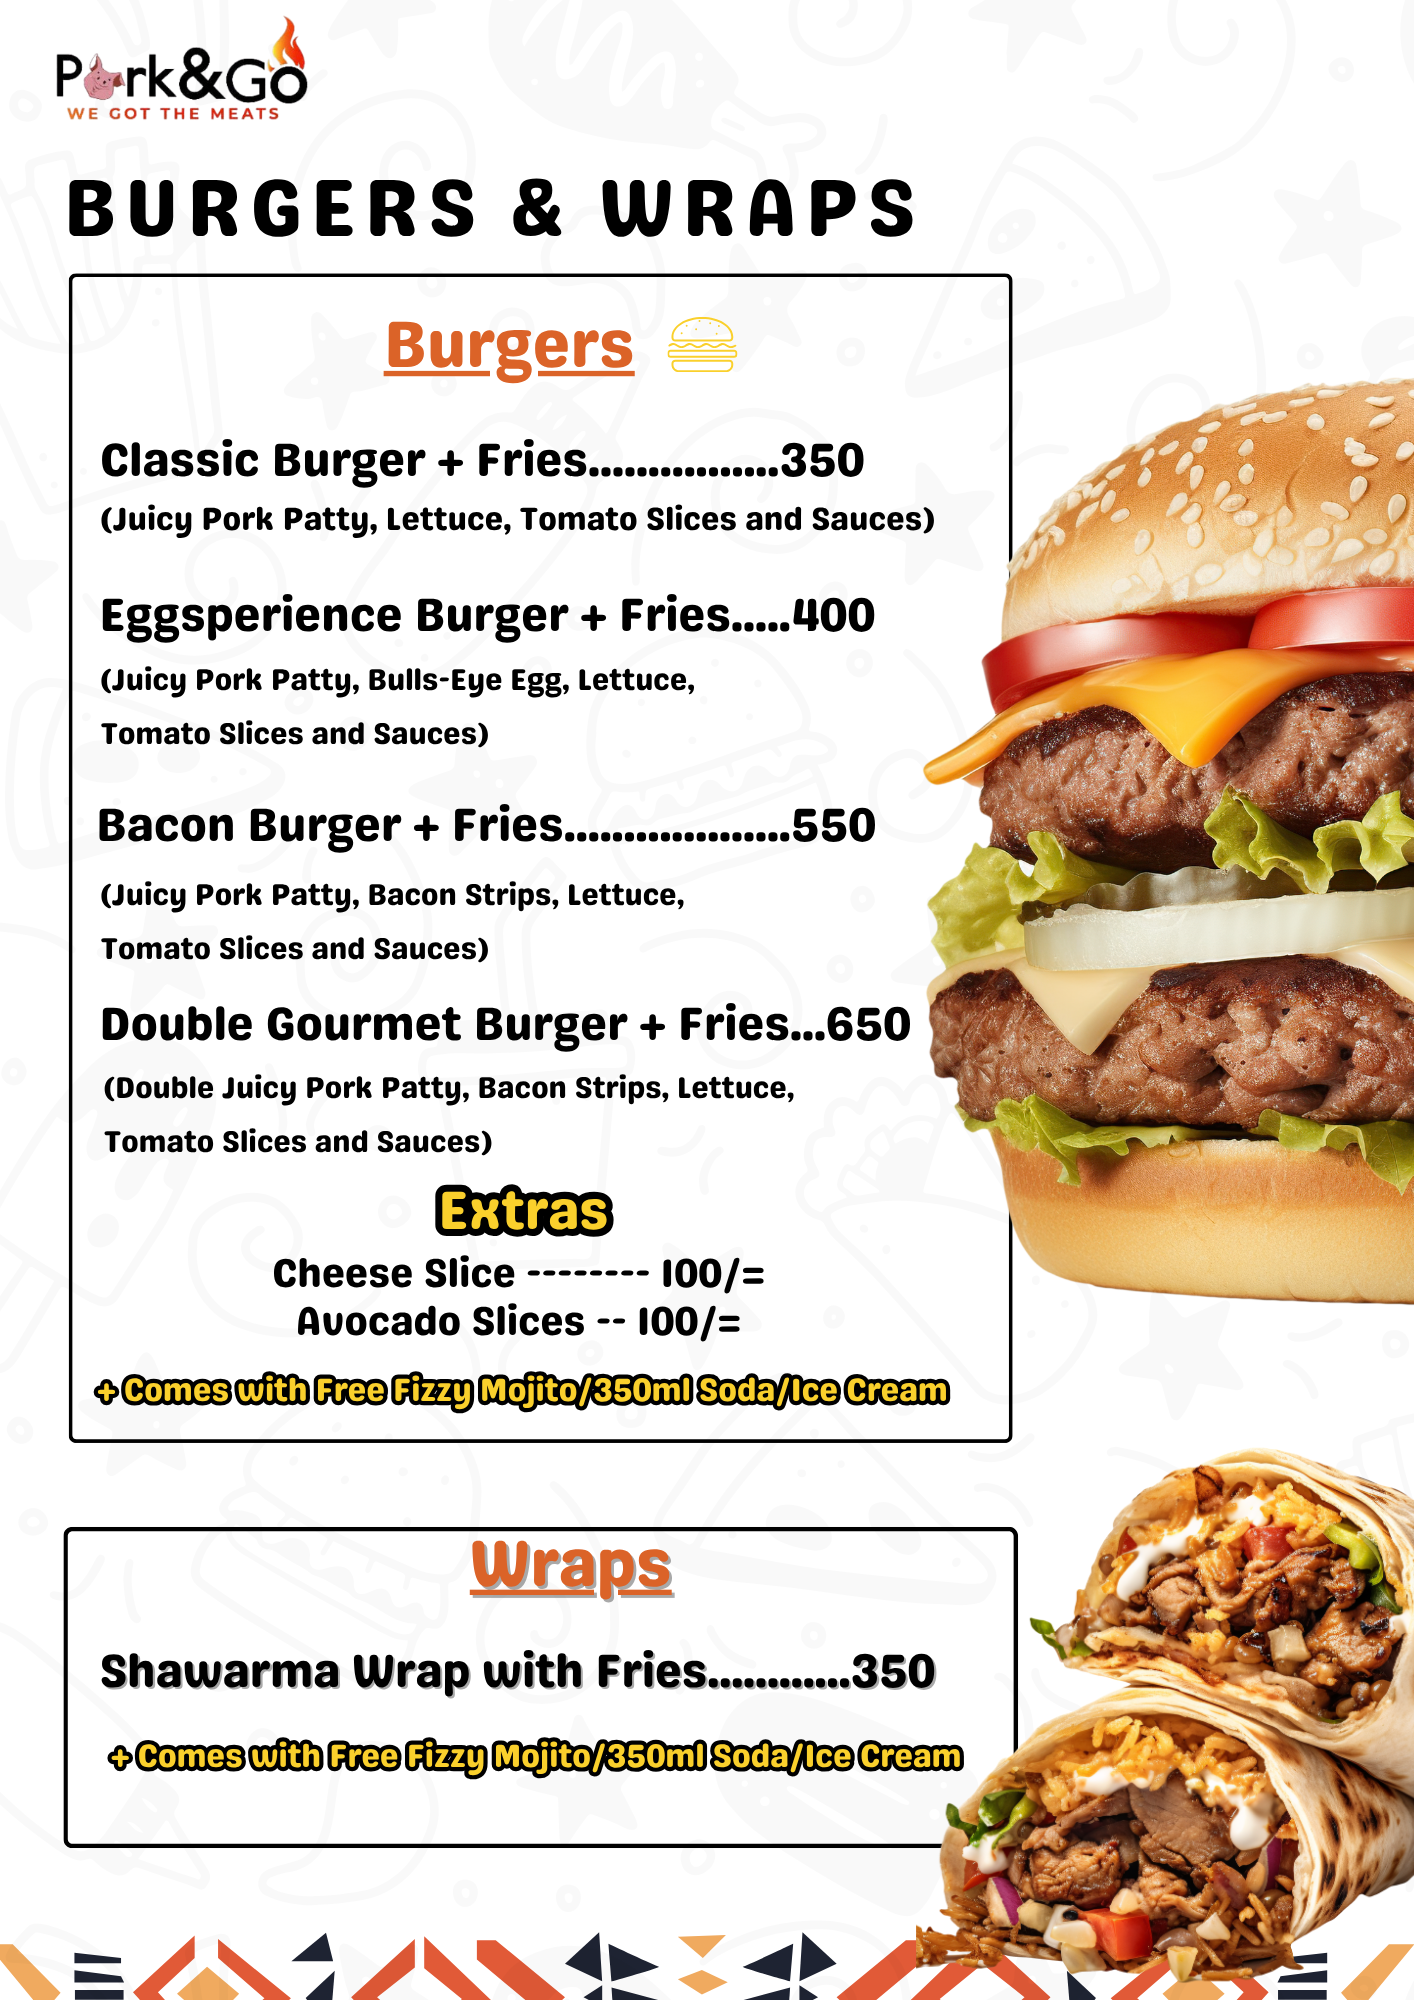 Pork&Go
WE GOT THE MEATS
BURGERS & WRAPS
Burgers
Classic Burger + Fries................350
(Juicy Pork Patty, Lettuce, Tomato Slices and Sauces)
Eggsperience Burger + Fries.....400
(Juicy Pork Patty, Bulls-Eye Egg, Lettuce,
Tomato Slices and Sauces)
Bacon Burger + Fries...................550
(Juicy Pork Patty, Bacon Strips, Lettuce,
Tomato Slices and Sauces)
Double Gourmet Burger + Fries...650
(Double Juicy Pork Patty, Bacon Strips, Lettuce,
Tomato Slices and Sauces)
Extras
Cheese Slice -------- 100/=
Avocado Slices -- 100/=
+ Comes with Free Fizzy Mojito/350ml Soda/Ice Cream
Wraps
Shawarma Wrap with Fries............350
+ Comes with Free Fizzy Mojito/350ml Soda/Ice Cream